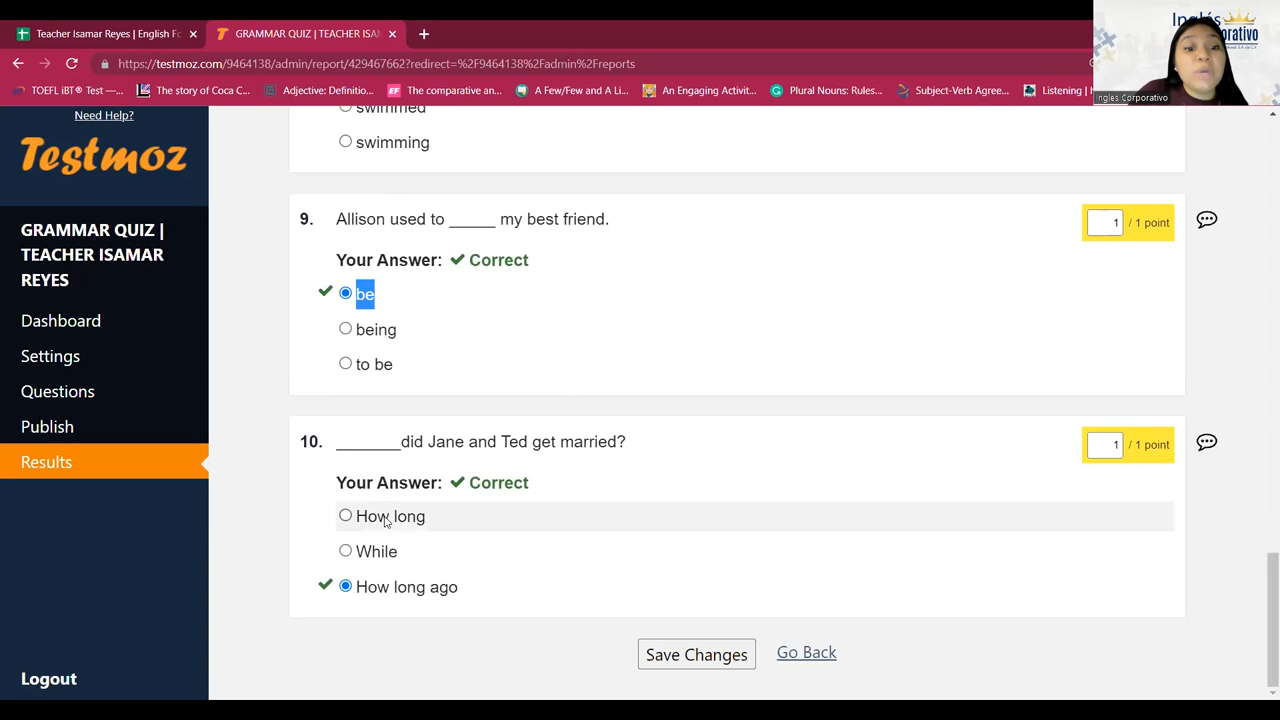 Teacher Isamar Reyes | English Fo
GRAMMAR QUIZ | TEACHER ISAM
https://testmoz.com/9464138/admin/report/429467662?redirect=%2F9464138%2Fadmin%2Freports
TOEFL iBT® Test —...
The story of Coca C...
Adjective: Definitio...
The comparative an...
A Few/Few and A Li...
An Engaging Activit...
Plural Nouns: Rules...
Subject-Verb Agree...
Listening | H
Inglés
orativo
Ingles Corporativo
Need Help?
Testmoz
GRAMMAR QUIZ |
TEACHER ISAMAR
REYES
Dashboard
Settings
Questions
Publish
Results
Logout
swimmed
swimming
9. Allison used to _____ my best friend.
1 / 1 point
Your Answer: Correct
be
being
to be
10. _______did Jane and Ted get married?
1 / 1 point
Your Answer: Correct
How long
While
How long ago
Save Changes
Go Back